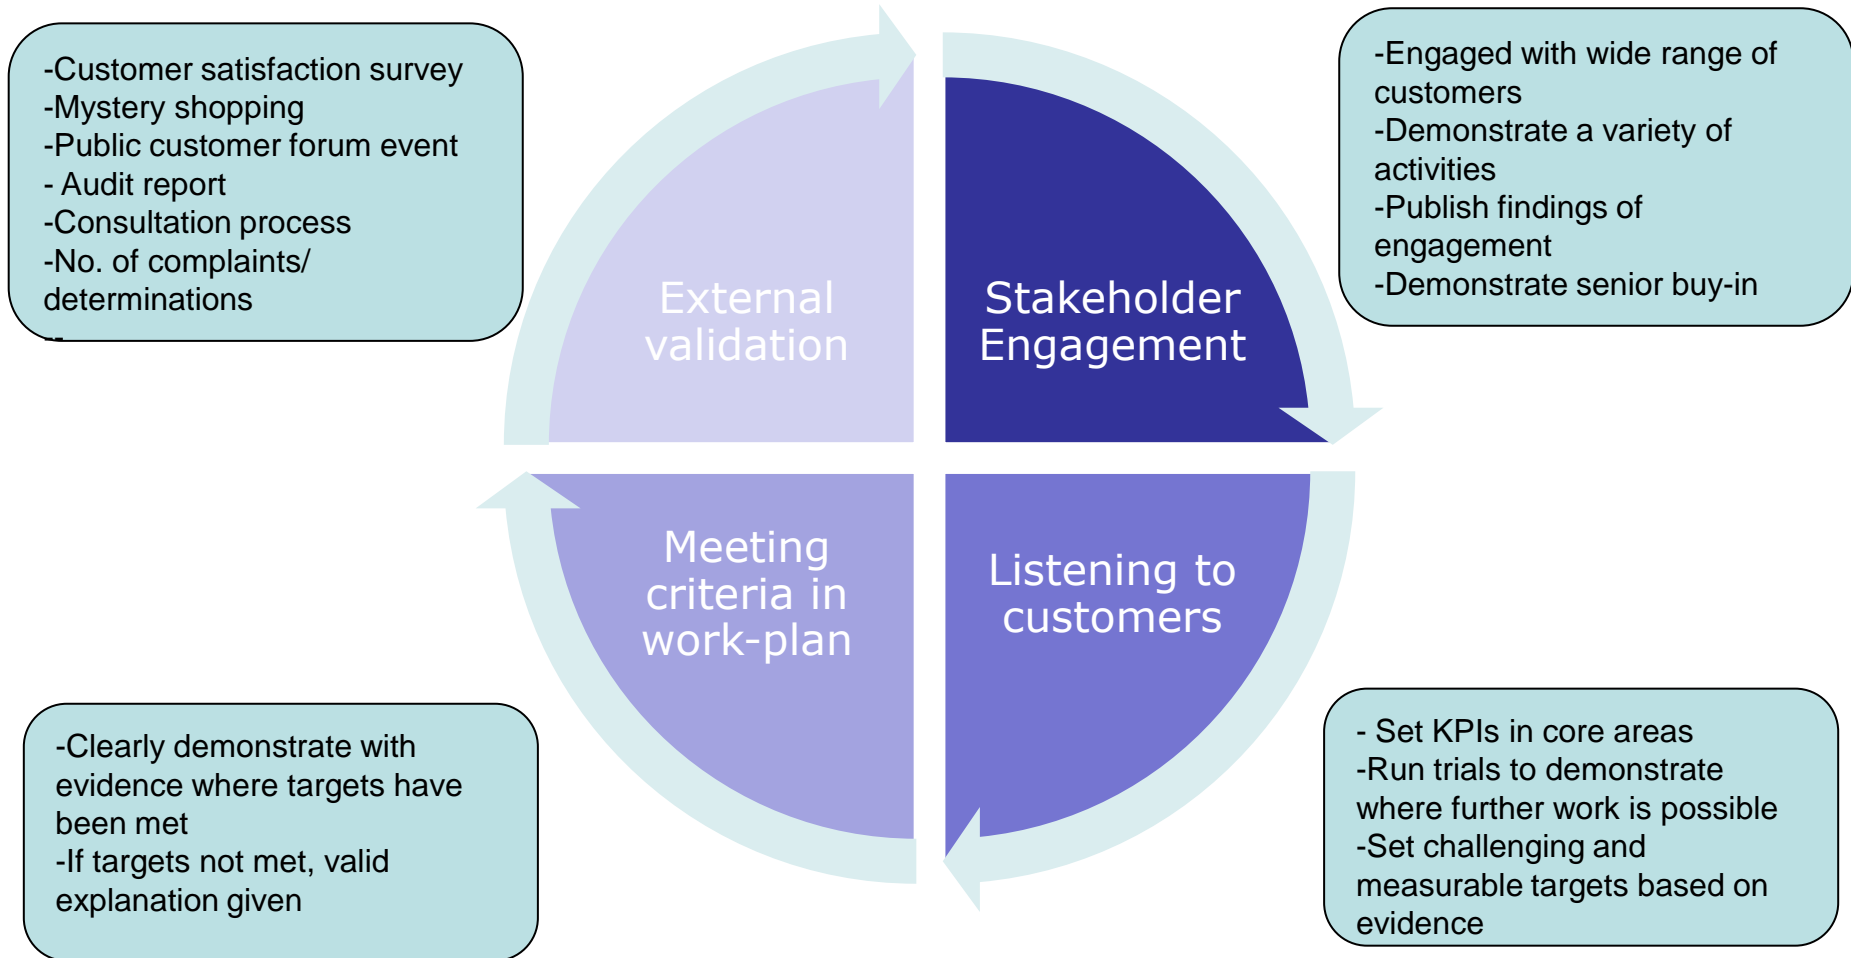 -Customer satisfaction survey
-Mystery shopping
-Public customer forum event
- Audit report
-Consultation process
-No. of complaints/
determinations
--
-Engaged with wide range of
customers
-Demonstrate a variety of
activities
-Publish findings of
engagement
-Demonstrate senior buy-in
External
validation
Stakeholder
Engagement
Meeting
criteria in
work-plan
Listening to
customers
-Clearly demonstrate with
evidence where targets have
been met
-If targets not met, valid
explanation given
- Set KPIs in core areas
-Run trials to demonstrate
where further work is possible
-Set challenging and
measurable targets based on
evidence